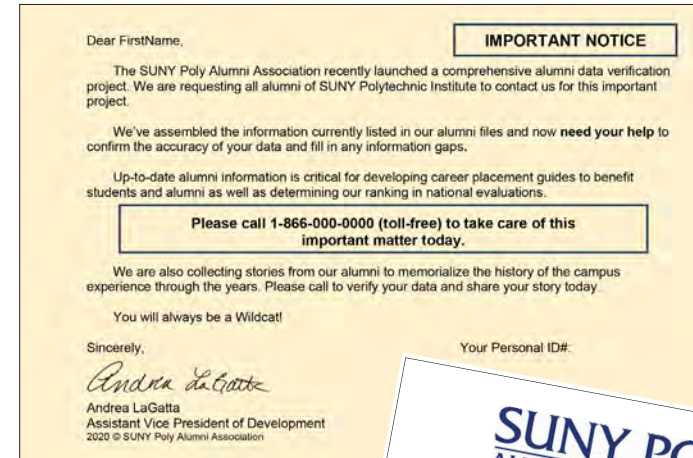 Dear FirstName,
IMPORTANT NOTICE
The SUNY Poly Alumni Association recently launched a comprehensive alumni data verification
project. We are requesting all alumni of SUNY Polytechnic Institute to contact us for this important
project.
We've assembled the information currently listed in our alumni files and now need your help to
confirm the accuracy of your data and fill in any information gaps.
Up-to-date alumni information is critical for developing career placement guides to benefit
students and alumni as well as determining our ranking in national evaluations.
Please call 1-866-000-0000 (toll-free) to take care of this
important matter today.
We are also collecting stories from our alumni to memorialize the history of the campus
experience through the years. Please call to verify your data and share your story today.
You will always be a Wildcat!
Sincerely,
Your Personal ID#:
Andrea LaGatta
Andrea LaGatta
Assistant Vice President of Development
2020 © SUNY Poly Alumni Association
SUNY PO